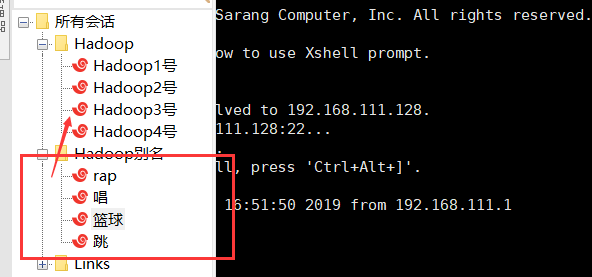 所有会话
Hadoop
Hadoop1号
Hadoop2号
Hadoop3号
Hadoop4号
Hadoop别名
rap
唱
篮球
跳
Links
Sarang Computer, Inc. All rights reserved.
ow to use Xshell prompt.
lved to 192.168.111.128.
111.128:22...
.
ll, press 'Ctrl+Alt+]'.
16:51:50 2019 from 192.168.111.1